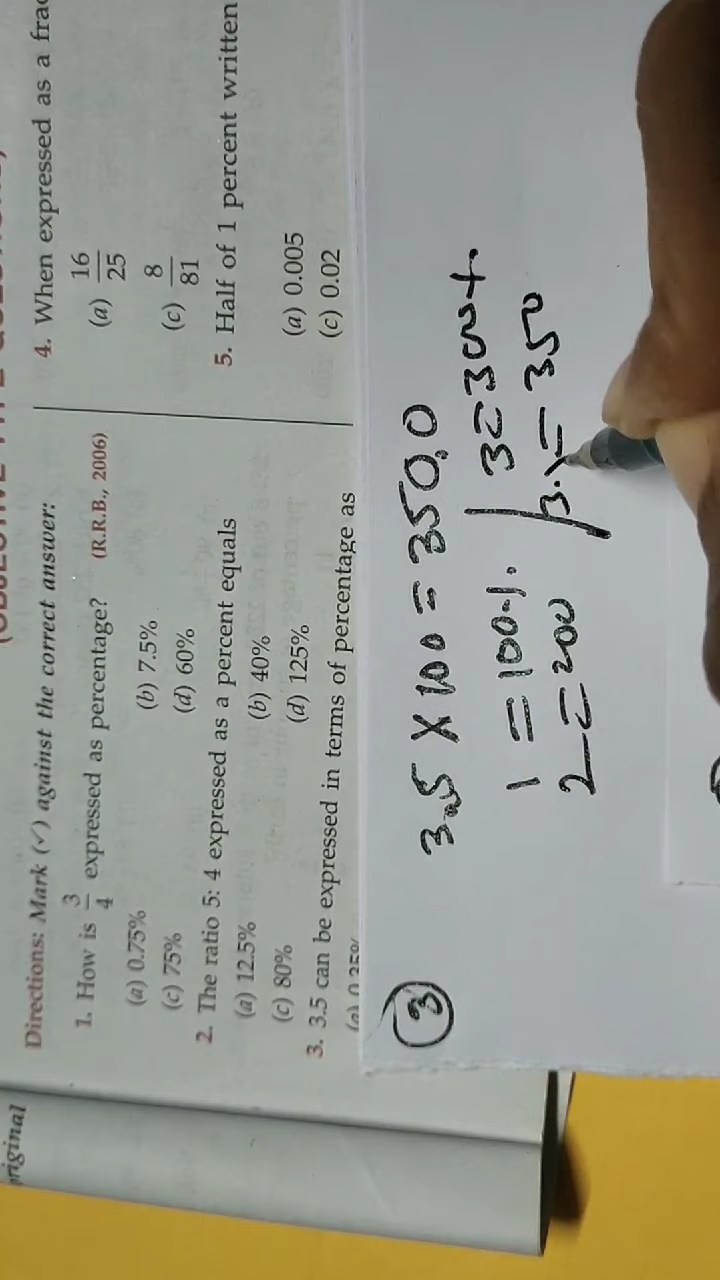 original
Directions: Mark (✓) against the correct answer:
1. How is 3/4 expressed as percentage? (R.R.B., 2006)
(a) 0.75% (b) 7.5%
(c) 75% (d) 60%
2. The ratio 5: 4 expressed as a percent equals
(a) 12.5% (b) 40%
(c) 80% (d) 125%
3. 3.5 can be expressed in terms of percentage as
4. When expressed as a
(a) 16/25
(c) 8/81
5. Half of 1 percent written
(a) 0.005
(c) 0.02
3
3.5 X 100 = 350.0
1 = 100%
2 = 200
= 350